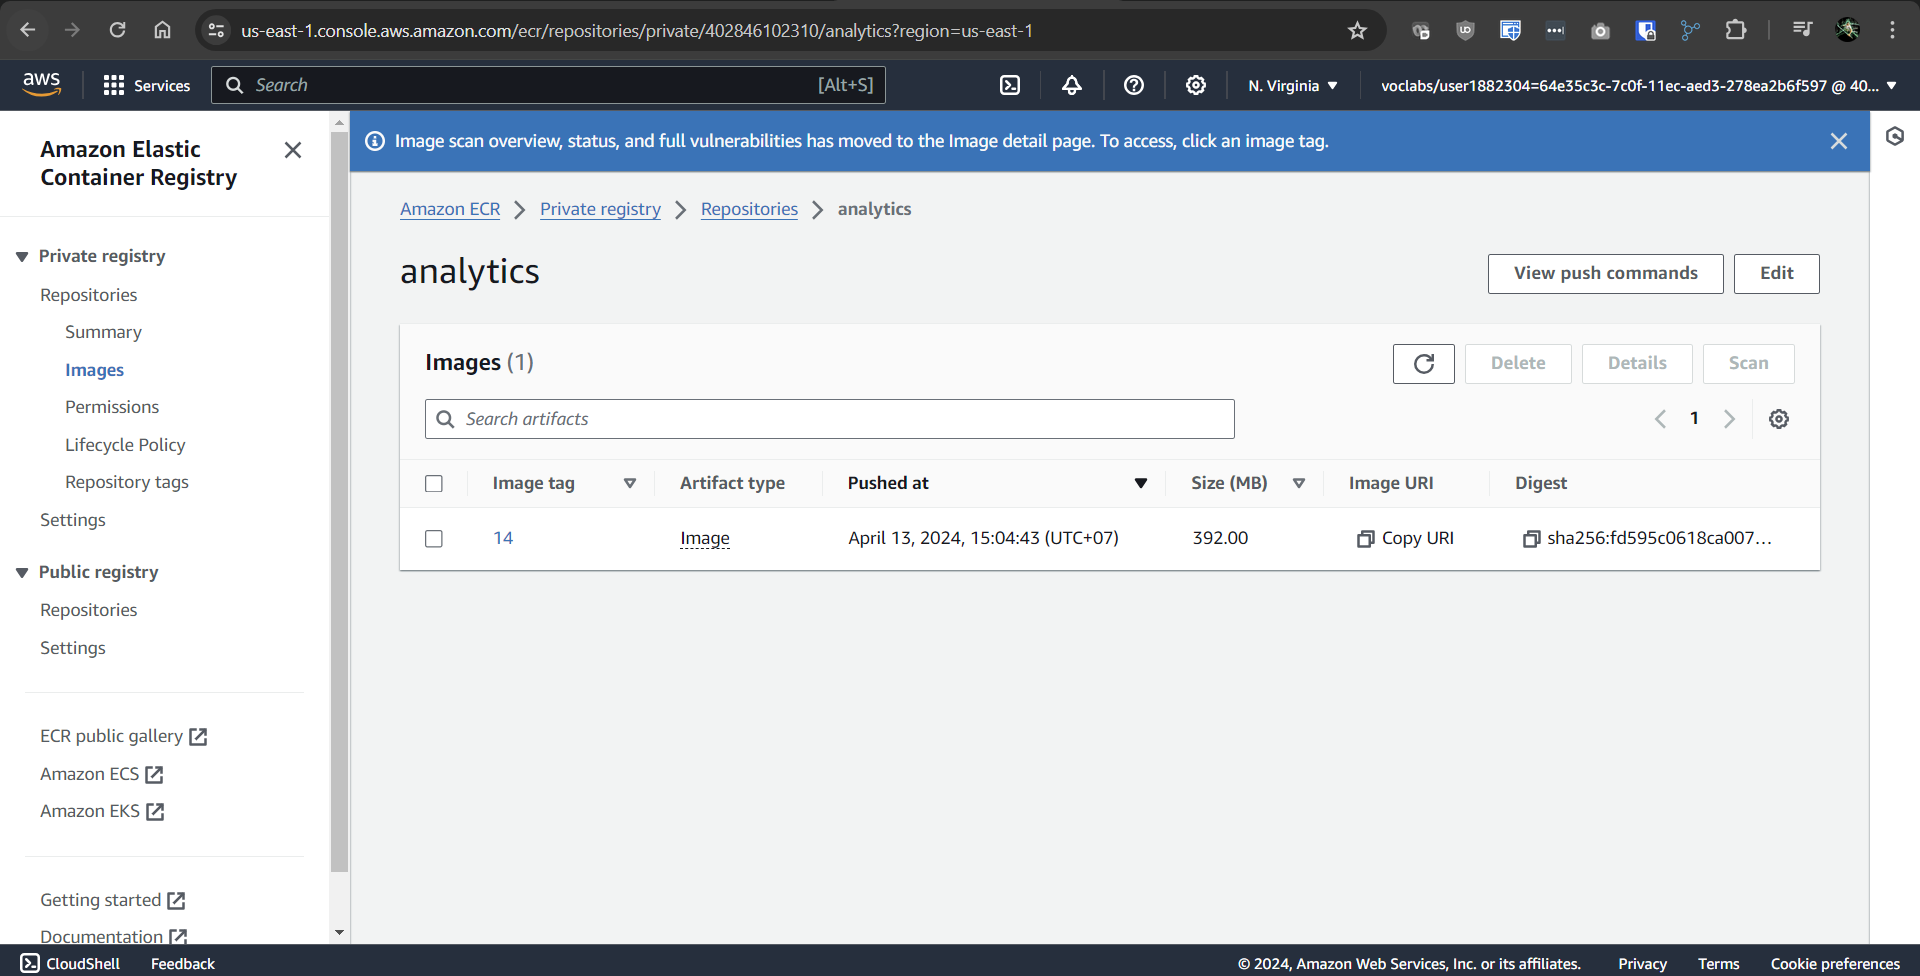 us-east-1.console.aws.amazon.com/ecr/repositories/private/402846102310/analytics?region=us-east-1
aws
Services
Search
[Alt+S]
N. Virginia
voclabs/user1882304=64e35c3c-7c0f-11ec-aed3-278ea2b6f597 @ 40...
Amazon Elastic
Container Registry
Private registry
Repositories
Summary
Images
Permissions
Lifecycle Policy
Repository tags
Settings
Public registry
Repositories
Settings
ECR public gallery
Amazon ECS
Amazon EKS
Getting started
Documentation
Image scan overview, status, and full vulnerabilities has moved to the Image detail page. To access, click an image tag.
Amazon ECR > Private registry > Repositories > analytics
analytics
View push commands
Edit
Images (1)
Delete
Details
Scan
Search artifacts
1
Image tag Artifact type Pushed at Size (MB) Image URI Digest
14 Image April 13, 2024, 15:04:43 (UTC+07) 392.00 Copy URI sha256:fd595c0618ca007...
CloudShell Feedback
© 2024, Amazon Web Services, Inc. or its affiliates. Privacy Terms Cookie preferences